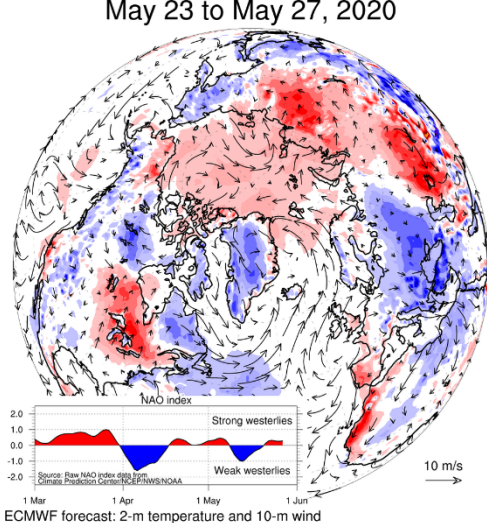 May 23 to May 27, 2020
NAO index
2.0
1.0
0.0
-1.0
-2.0
Strong westerlies
Weak westerlies
Source: Raw NAO index data from
Climate Prediction Center/NCEP/NWS/NOAA
1 Mar 1 Apr 1 May 1 Jun
10 m/s
ECMWF forecast: 2-m temperature and 10-m wind